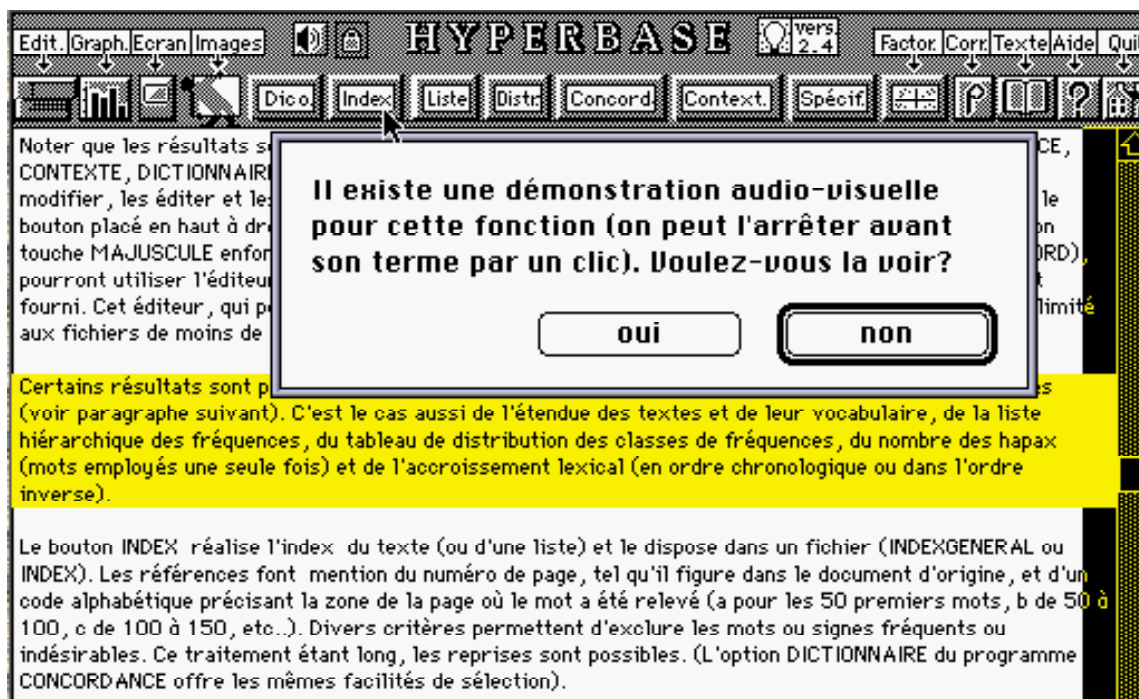 Edit. Graph. Ecran Images HYPERBASE vers. 2.4 Factor. Corr. Texte Aide Qui
Dico. Index Liste Distr. Concord. Context. Spécif. ρ ?
Noter que les résultats s CE,
CONTEXTE, DICTIONNAIR
modifier, les éditer et le le
bouton placé en haut à dr on
touche MAJUSCULE enfor ORD),
pourront utiliser l'éditeu t
fourni. Cet éditeur, qui p limité
aux fichiers de moins de
Il existe une démonstration audio-visuelle
pour cette fonction (on peut l'arrêter avant
son terme par un clic). Voulez-vous la voir?
oui non
Certains résultats sont p s
(voir paragraphe suivant). C'est le cas aussi de l'étendue des textes et de leur vocabulaire, de la liste
hiérarchique des fréquences, du tableau de distribution des classes de fréquences, du nombre des hapax
(mots employés une seule fois) et de l'accroissement lexical (en ordre chronologique ou dans l'ordre
inverse).
Le bouton INDEX réalise l'index du texte (ou d'une liste) et le dispose dans un fichier (INDEXGENERAL ou
INDEX). Les références font mention du numéro de page, tel qu'il figure dans le document d'origine, et d'un
code alphabétique précisant la zone de la page où le mot a été relevé (a pour les 50 premiers mots, b de 50 à
100, c de 100 à 150, etc..). Divers critères permettent d'exclure les mots ou signes fréquents ou
indésirables. Ce traitement étant long, les reprises sont possibles. (L'option DICTIONNAIRE du programme
CONCORDANCE offre les mêmes facilités de sélection).